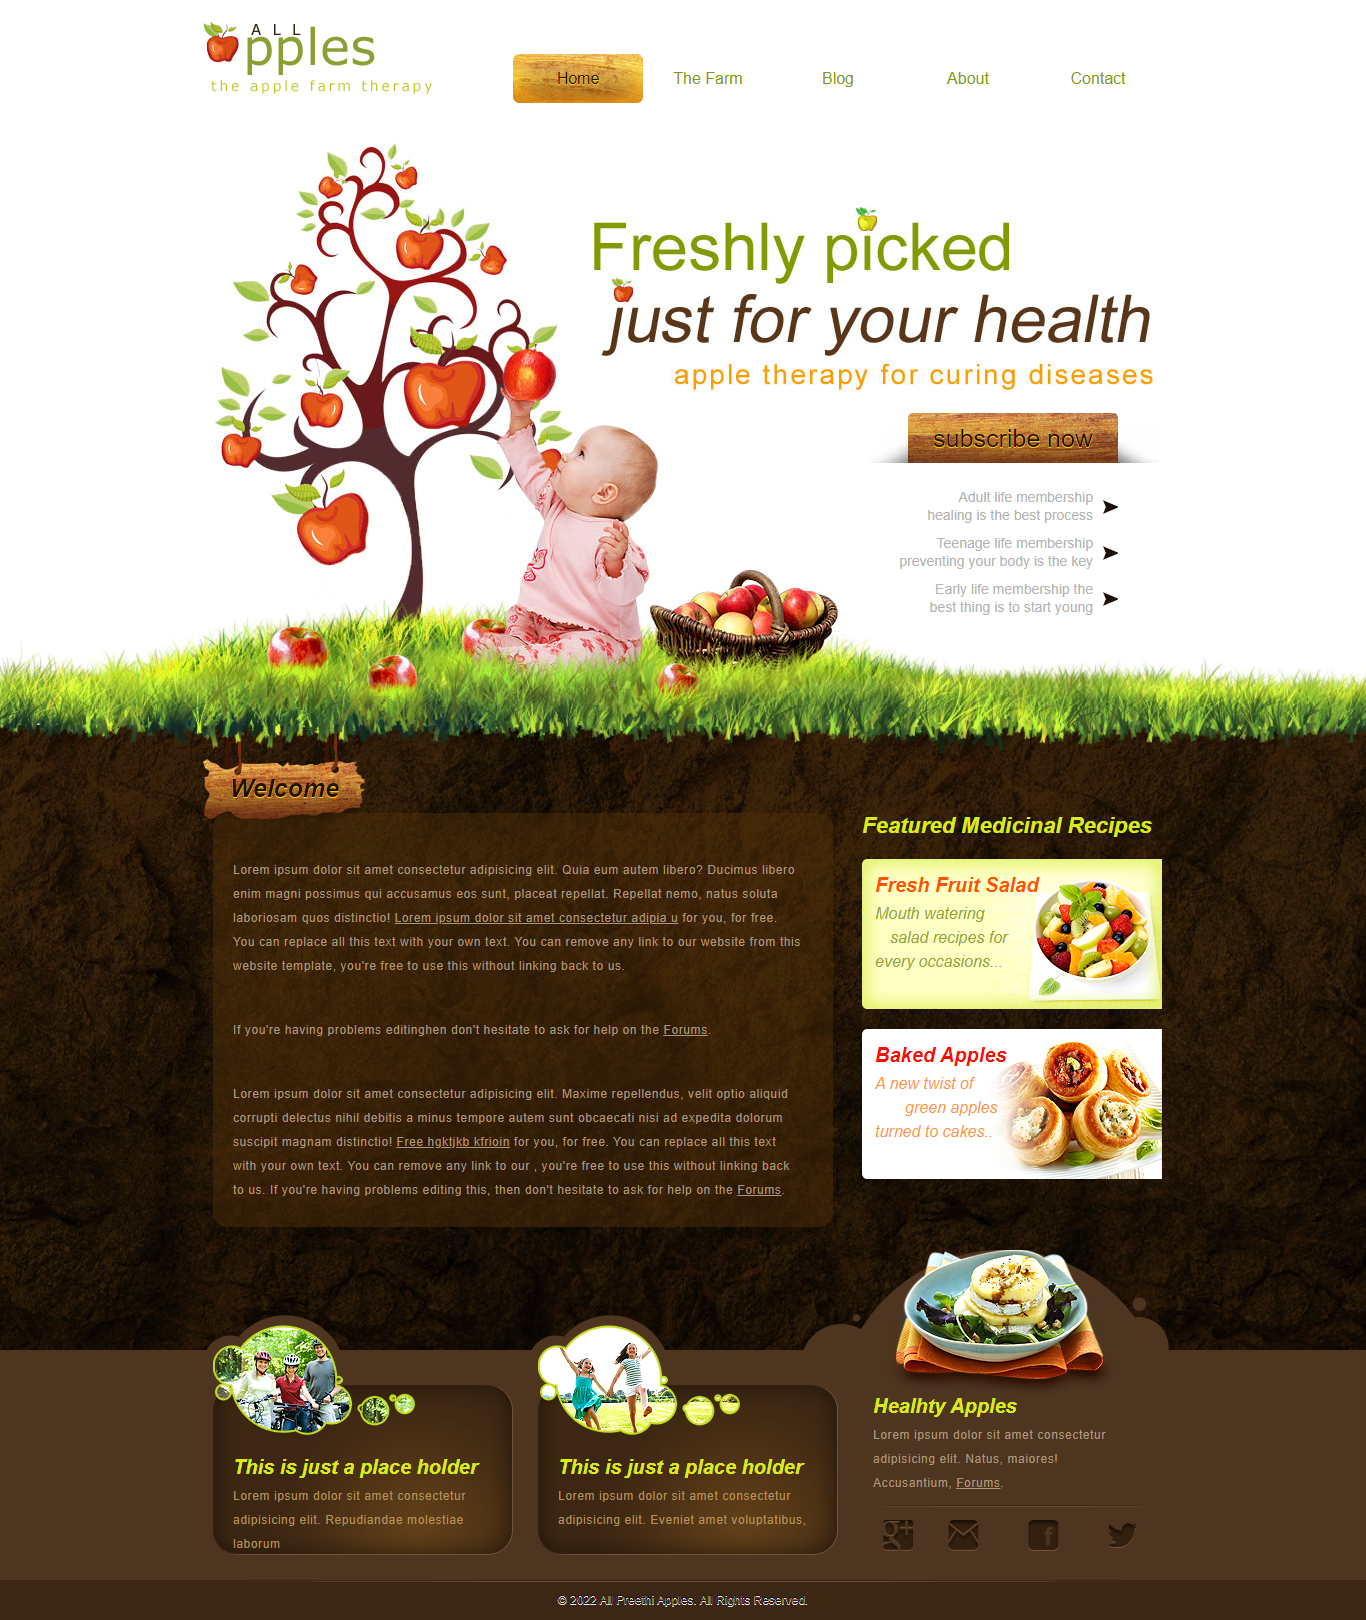 ALL
pples
the apple farm therapy
Home
The Farm
Blog
About
Contact
Freshly picked
just for your health
apple therapy for curing diseases
subscribe now
Adult life membership
healing is the best process
Teenage life membership
preventing your body is the key
Early life membership the
best thing is to start young
Welcome
Lorem ipsum dolor sit amet consectetur adipisicing elit. Quia eum autem libero? Ducimus libero
enim magni possimus qui accusamus eos sunt, placeat repellat. Repellat nemo, natus soluta
laboriosam quos distinctio! Lorem ipsum dolor sit amet consectetur adipia u for you, for free.
You can replace all this text with your own text. You can remove any link to our website from this
website template, you're free to use this without linking back to us.
If you're having problems editinghen don't hesitate to ask for help on the Forums.
Lorem ipsum dolor sit amet consectetur adipisicing elit. Maxime repellendus, velit optio aliquid
corrupti delectus nihil debitis a minus tempore autem sunt obcaecati nisi ad expedita dolorum
suscipit magnam distinctio! Free hgktjkb kfrioin for you, for free. You can replace all this text
with your own text. You can remove any link to our , you're free to use this without linking back
to us. If you're having problems editing this, then don't hesitate to ask for help on the Forums.
Featured Medicinal Recipes
Fresh Fruit Salad
Mouth watering
salad recipes for
every occasions...
Baked Apples
A new twist of
green apples
turned to cakes..
This is just a place holder
Lorem ipsum dolor sit amet consectetur
adipisicing elit. Repudiandae molestiae
laborum
This is just a place holder
Lorem ipsum dolor sit amet consectetur
adipisicing elit. Eveniet amet voluptatibus,
Healhty Apples
Lorem ipsum dolor sit amet consectetur
adipisicing elit. Natus, maiores!
Accusantium, Forums.
© 2022 All Preethi Apples. All Rights Reserved.